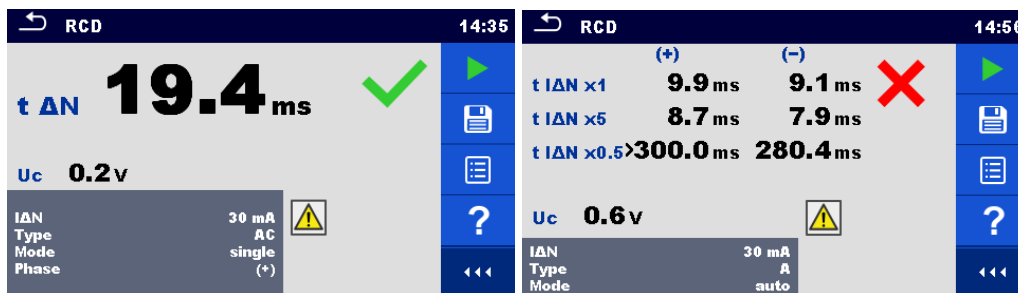 RCD 14:35
t ΔN 19.4 ms
Uc 0.2 V
IΔN 30 mA
Type AC
Mode single
Phase (+)
?
RCD 14:56
(+) (−)
t IΔN x1 9.9 ms 9.1 ms
t IΔN x5 8.7 ms 7.9 ms
t IΔN x0.5 >300.0 ms 280.4 ms
Uc 0.6 V
IΔN 30 mA
Type A
Mode auto
?